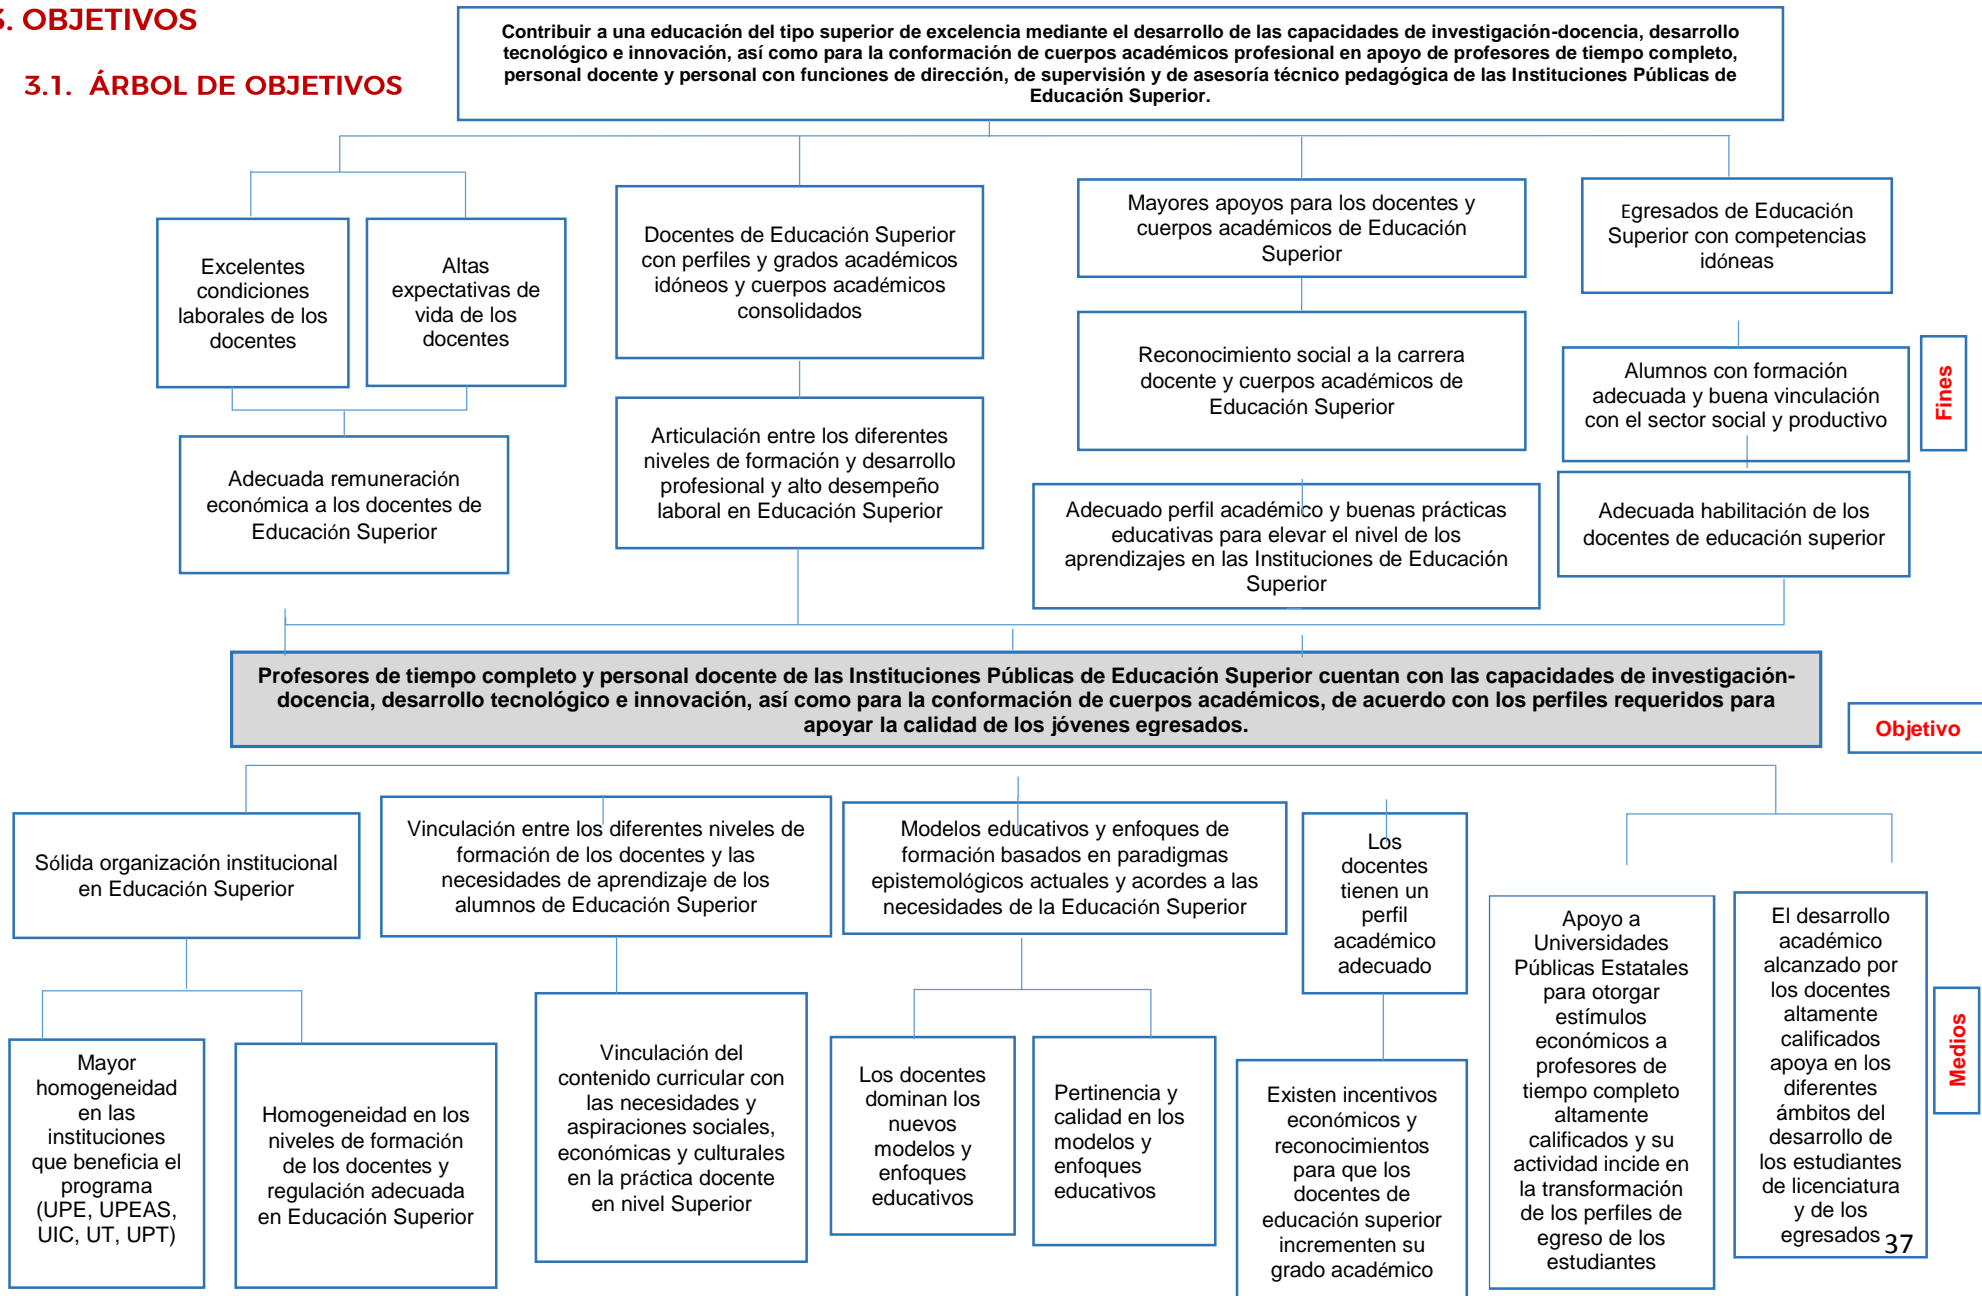 3. OBJETIVOS
3.1. ÁRBOL DE OBJETIVOS
Contribuir a una educación del tipo superior de excelencia mediante el desarrollo de las capacidades de investigación-docencia, desarrollo
tecnológico e innovación, así como para la conformación de cuerpos académicos profesional en apoyo de profesores de tiempo completo,
personal docente y personal con funciones de dirección, de supervisión y de asesoría técnico pedagógica de las Instituciones Públicas de
Educación Superior.
Excelentes
condiciones
laborales de los
docentes
Altas
expectativas de
vida de los
docentes
Docentes de Educación Superior
con perfiles y grados académicos
idóneos y cuerpos académicos
consolidados
Mayores apoyos para los docentes y
cuerpos académicos de Educación
Superior
Egresados de Educación
Superior con competencias
idóneas
Reconocimiento social a la carrera
docente y cuerpos académicos de
Educación Superior
Alumnos con formación
adecuada y buena vinculación
con el sector social y productivo
Fines
Adecuada remuneración
económica a los docentes de
Educación Superior
Articulación entre los diferentes
niveles de formación y desarrollo
profesional y alto desempeño
laboral en Educación Superior
Adecuado perfil académico y buenas prácticas
educativas para elevar el nivel de los
aprendizajes en las Instituciones de Educación
Superior
Adecuada habilitación de los
docentes de educación superior
Profesores de tiempo completo y personal docente de las Instituciones Públicas de Educación Superior cuentan con las capacidades de investigación-
docencia, desarrollo tecnológico e innovación, así como para la conformación de cuerpos académicos, de acuerdo con los perfiles requeridos para
apoyar la calidad de los jóvenes egresados.
Objetivo
Sólida organización institucional
en Educación Superior
Vinculación entre los diferentes niveles de
formación de los docentes y las
necesidades de aprendizaje de los
alumnos de Educación Superior
Modelos educativos y enfoques de
formación basados en paradigmas
epistemológicos actuales y acordes a las
necesidades de la Educación Superior
Los
docentes
tienen un
perfil
académico
adecuado
Apoyo a
Universidades
Públicas Estatales
para otorgar
estímulos
económicos a
profesores de
tiempo completo
altamente
calificados y su
actividad incide en
la transformación
de los perfiles de
egreso de los
estudiantes
El desarrollo
académico
alcanzado por
los docentes
altamente
calificados
apoya en los
diferentes
ámbitos del
desarrollo de
los estudiantes
de licenciatura
y de los
egresados
Medios
Mayor
homogeneidad
en las
instituciones
que beneficia el
programa
(UPE, UPEAS,
UIC, UT, UPT)
Homogeneidad en los
niveles de formación
de los docentes y
regulación adecuada
en Educación Superior
Vinculación del
contenido curricular con
las necesidades y
aspiraciones sociales,
económicas y culturales
en la práctica docente
en nivel Superior
Los docentes
dominan los
nuevos
modelos y
enfoques
educativos
Pertinencia y
calidad en los
modelos y
enfoques
educativos
Existen incentivos
económicos y
reconocimientos
para que los
docentes de
educación superior
incrementen su
grado académico
37